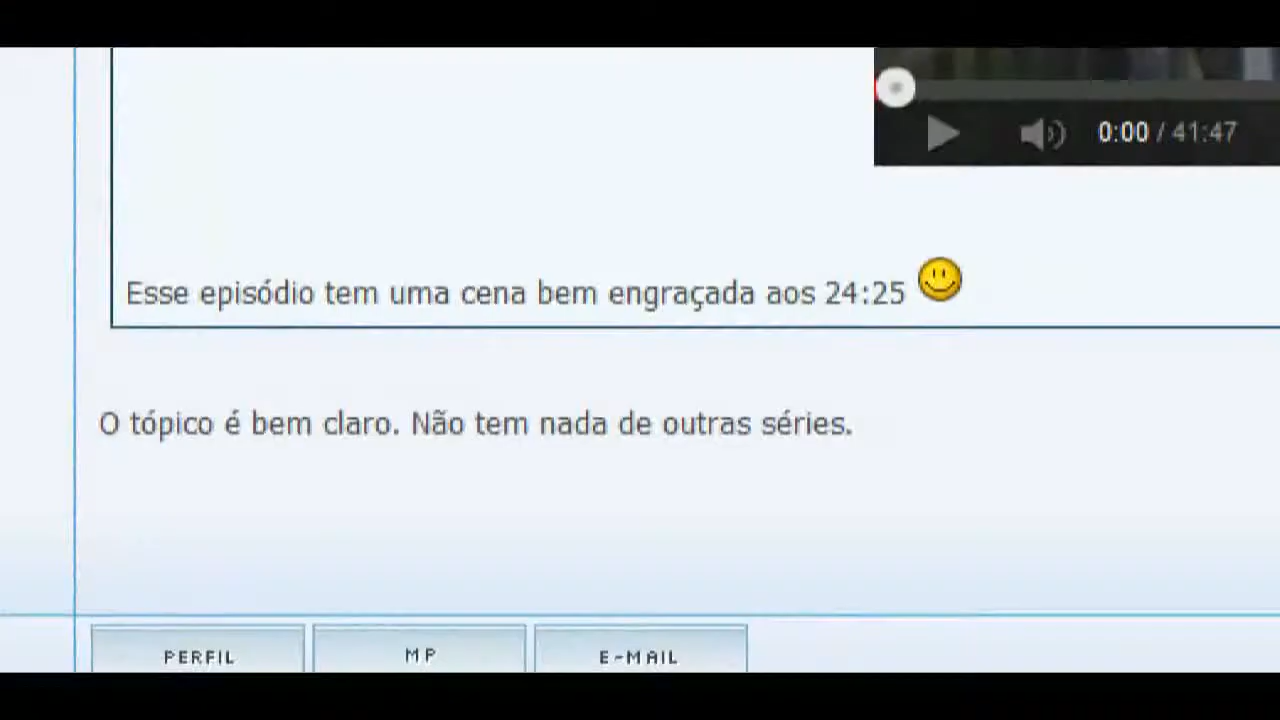 0:00 / 41:47
Esse episódio tem uma cena bem engraçada aos 24:25
O tópico é bem claro. Não tem nada de outras séries.
PERFIL MP E-MAIL